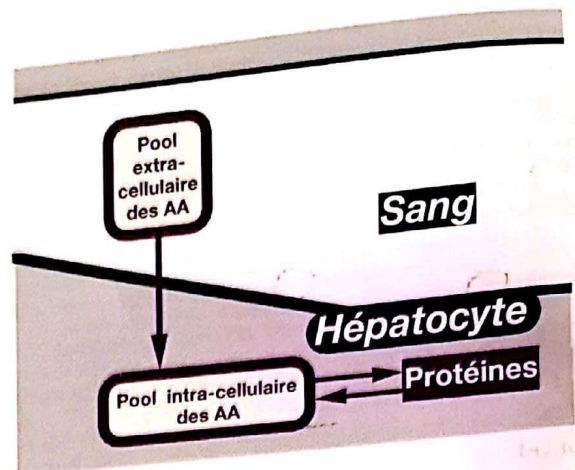 Pool
extra-
cellulaire
des AA
Sang
Hépatocyte
Pool intra-cellulaire
des AA
Protéines